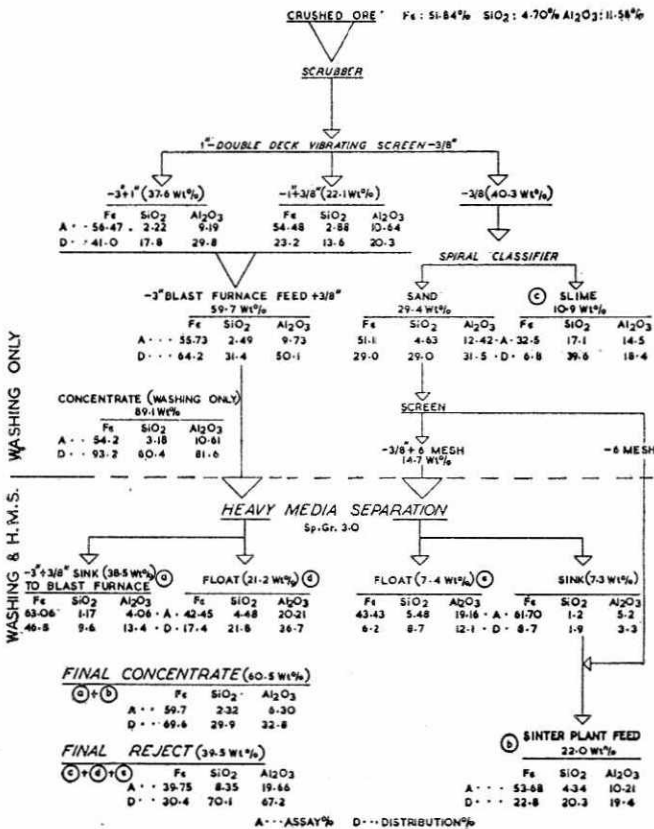 CRUSHED ORE Fe: 51.84% SiO2: 4.70% Al2O3: 11.58%
SCRUBBER
1"-DOUBLE DECK VIBRATING SCREEN -3/8"
-3"+1" (37.6 Wt%) -1"+3/8" (22.1 Wt%) -3/8 (40.3 Wt%)
Fe SiO2 Al2O3 Fe SiO2 Al2O3
A ·· 56.47 2.22 9.19 54.48 2.88 10.64
D ·· 41.0 17.8 29.8 23.2 13.6 20.3
SPIRAL CLASSIFIER
-3" BLAST FURNACE FEED +3/8" SAND (c) SLIME
59.7 Wt% 29.4 Wt% 10.9 Wt%
Fe SiO2 Al2O3 Fe SiO2 Al2O3 Fe SiO2 Al2O3
A ··· 55.73 2.49 9.73 51.1 4.63 12.42 ·A· 32.5 17.1 14.5
D ··· 64.2 31.4 50.1 29.0 29.0 31.5 ·D· 6.8 39.6 18.4
CONCENTRATE (WASHING ONLY)
89.1 Wt%
Fe SiO2 Al2O3
A ·· 54.2 3.18 10.61
D ·· 93.2 60.4 81.6
SCREEN
-3/8"+6 MESH
14.7 Wt%
-6 MESH
WASHING ONLY
WASHING & H.M.S.
HEAVY MEDIA SEPARATION
Sp.Gr. 3.0
-3"+3/8" SINK (38.5 Wt%) (a) FLOAT (21.2 Wt%) (d) FLOAT (7.4 Wt%) (e) SINK (7.3 Wt%)
TO BLAST FURNACE
Fe SiO2 Al2O3 Fe SiO2 Al2O3 Fe SiO2 Al2O3 Fe SiO2 Al2O3
63.06 1.17 4.06 ·A· 42.45 4.48 20.21 43.43 5.48 19.16 ·A· 61.70 1.2 5.2
46.8 9.6 13.4 ·D· 17.4 21.8 36.7 6.2 8.7 12.1 ·D· 8.7 1.9 3.3
FINAL CONCENTRATE (60.5 Wt%)
(a)+(b) Fe SiO2 Al2O3
A ·· 59.7 2.32 6.30
D ·· 69.6 29.9 32.8
FINAL REJECT (39.5 Wt%)
(c)+(d)+(e) Fe SiO2 Al2O3
A ·· 39.75 8.35 19.66
D ·· 30.4 70.1 67.2
(b) SINTER PLANT FEED
22.0 Wt%
Fe SiO2 Al2O3
A ··· 53.68 4.34 10.21
D ··· 22.8 20.3 19.4
A ··· ASSAY% D ··· DISTRIBUTION%